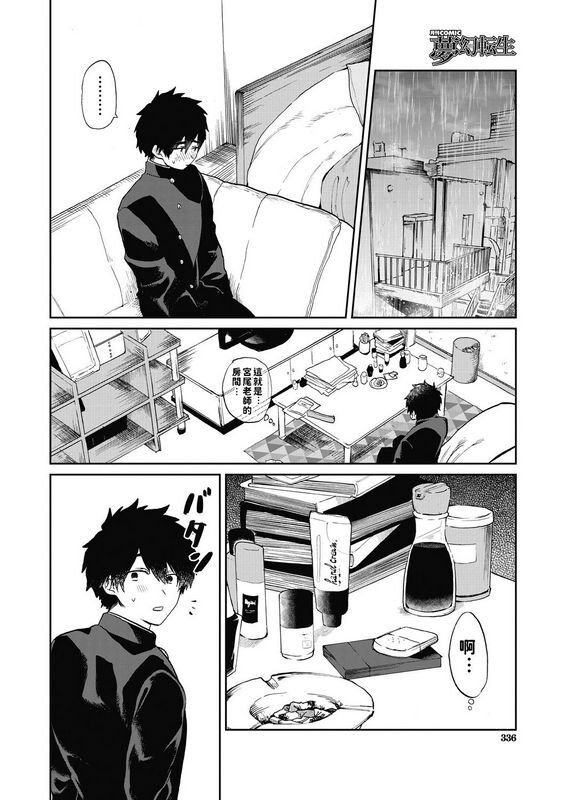 月刊COMIC
夢幻転生
………
這就是…
宮尾老師的
房間…
hand cream
啊……
バタン
336